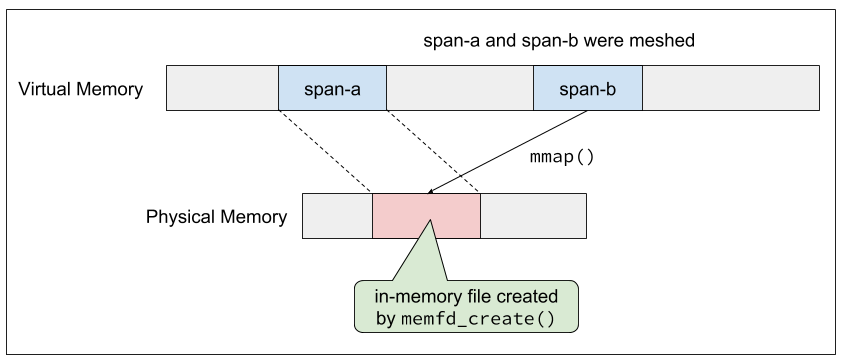 span-a and span-b were meshed
Virtual Memory
span-a
span-b
mmap()
Physical Memory
in-memory file created
by memfd_create()